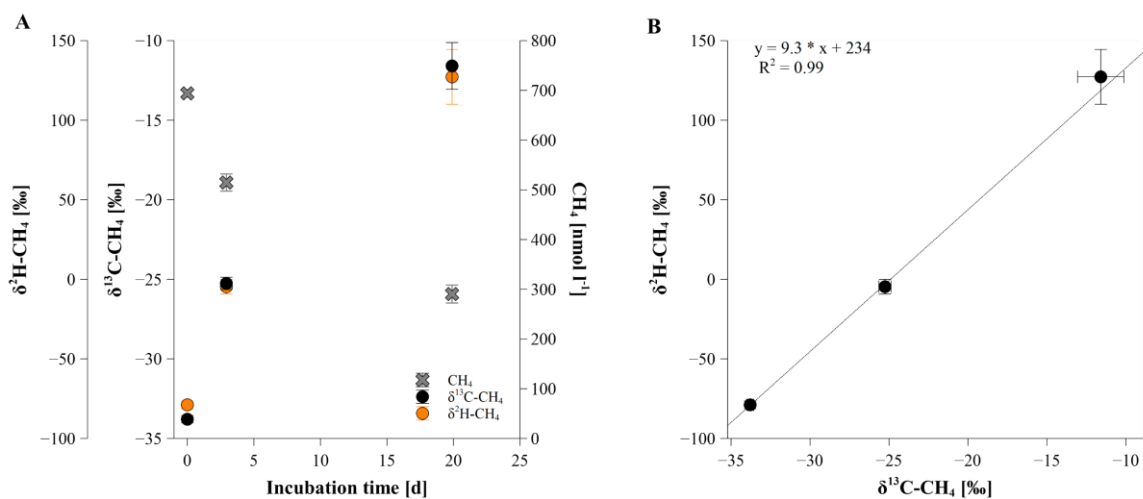 A
δ²H-CH₄ [‰]
150
100
50
0
−50
−100
δ¹³C-CH₄ [‰]
−10
−15
−20
−25
−30
−35
800
700
600
500
400
300
200
100
0
CH₄ [nmol l⁻¹]
CH₄
δ¹³C-CH₄
δ²H-CH₄
0 5 10 15 20 25
Incubation time [d]
B
y = 9.3 * x + 234
R² = 0.99
δ²H-CH₄ [‰]
150
100
50
0
−50
−100
−35 −30 −25 −20 −15 −10
δ¹³C-CH₄ [‰]